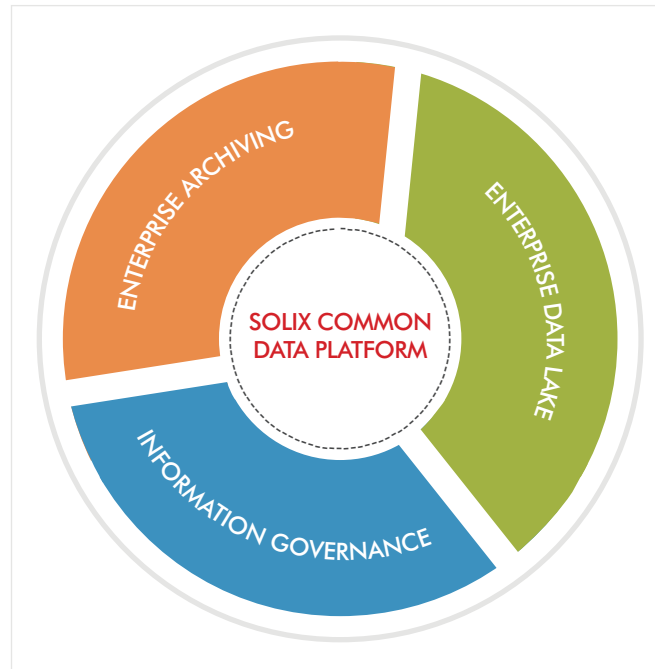 ENTERPRISE ARCHIVING
ENTERPRISE DATA LAKE
SOLIX COMMON
DATA PLATFORM
INFORMATION GOVERNANCE